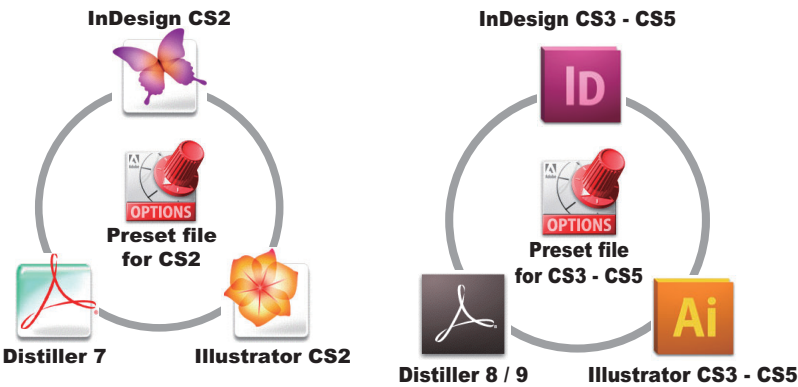 InDesign CS2
OPTIONS
Preset file
for CS2
Distiller 7
Illustrator CS2
InDesign CS3 - CS5
ID
OPTIONS
Preset file
for CS3 - CS5
Distiller 8 / 9
Ai
Illustrator CS3 - CS5